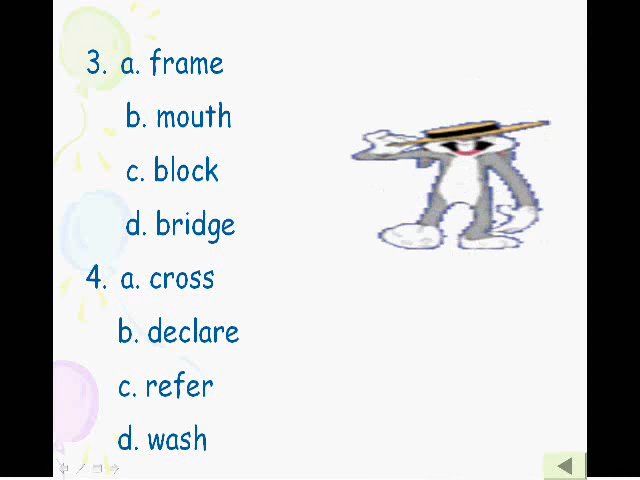 3. a. frame
b. mouth
c. block
d. bridge
4. a. cross
b. declare
c. refer
d. wash